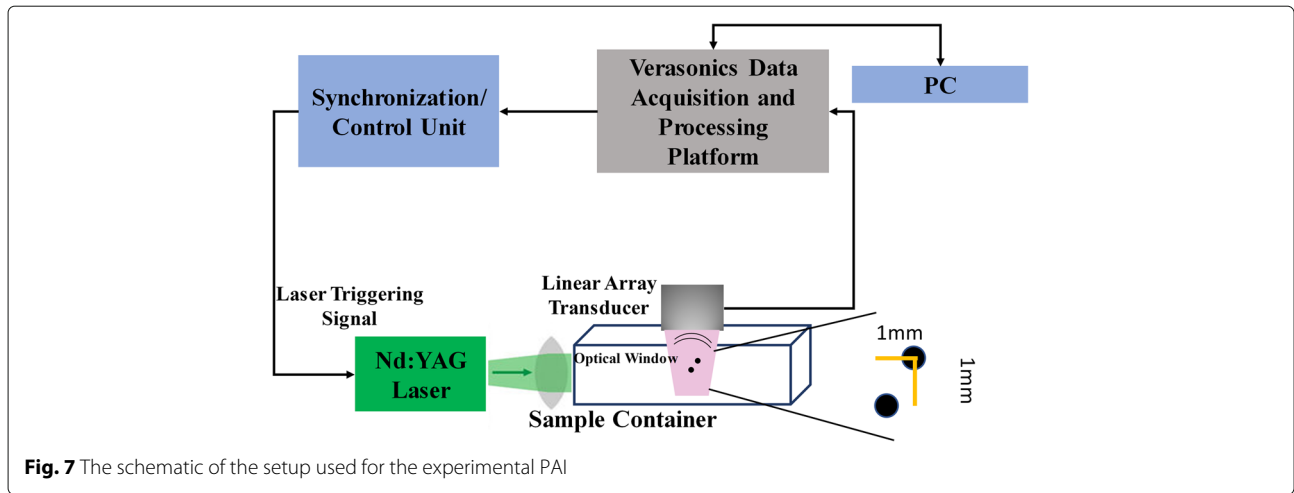 Synchronization/
Control Unit
Verasonics Data
Acquisition and
Processing
Platform
PC
Laser Triggering
Signal
Nd:YAG
Laser
Linear Array
Transducer
Optical Window
Sample Container
1mm
1mm
Fig. 7 The schematic of the setup used for the experimental PAI